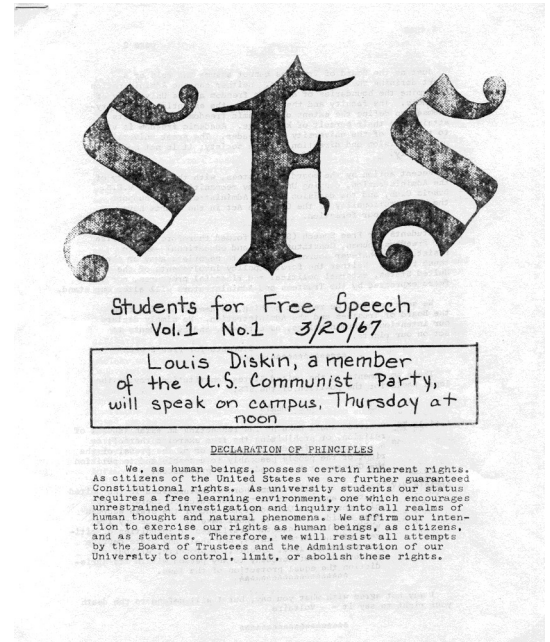 SFS
Students for Free Speech
Vol. 1 No. 1 3/20/67
Louis Diskin, a member
of the U.S. Communist Party,
will speak on campus, Thursday at
noon
DECLARATION OF PRINCIPLES
We, as human beings, possess certain inherent rights.
As citizens of the United States we are further guaranteed
Constitutional rights. As university students our status
requires a free learning environment, one which encourages
unrestrained investigation and inquiry into all realms of
human thought and natural phenomena. We affirm our inten-
tion to exercise our rights as human beings, as citizens,
and as students. Therefore, we will resist all attempts
by the Board of Trustees and the Administration of our
University to control, limit, or abolish these rights.